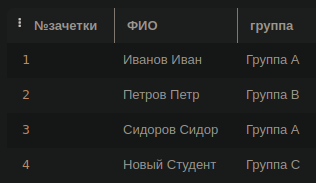 №зачетки ФИО группа
1 Иванов Иван Группа А
2 Петров Петр Группа В
3 Сидоров Сидор Группа А
4 Новый Студент Группа С